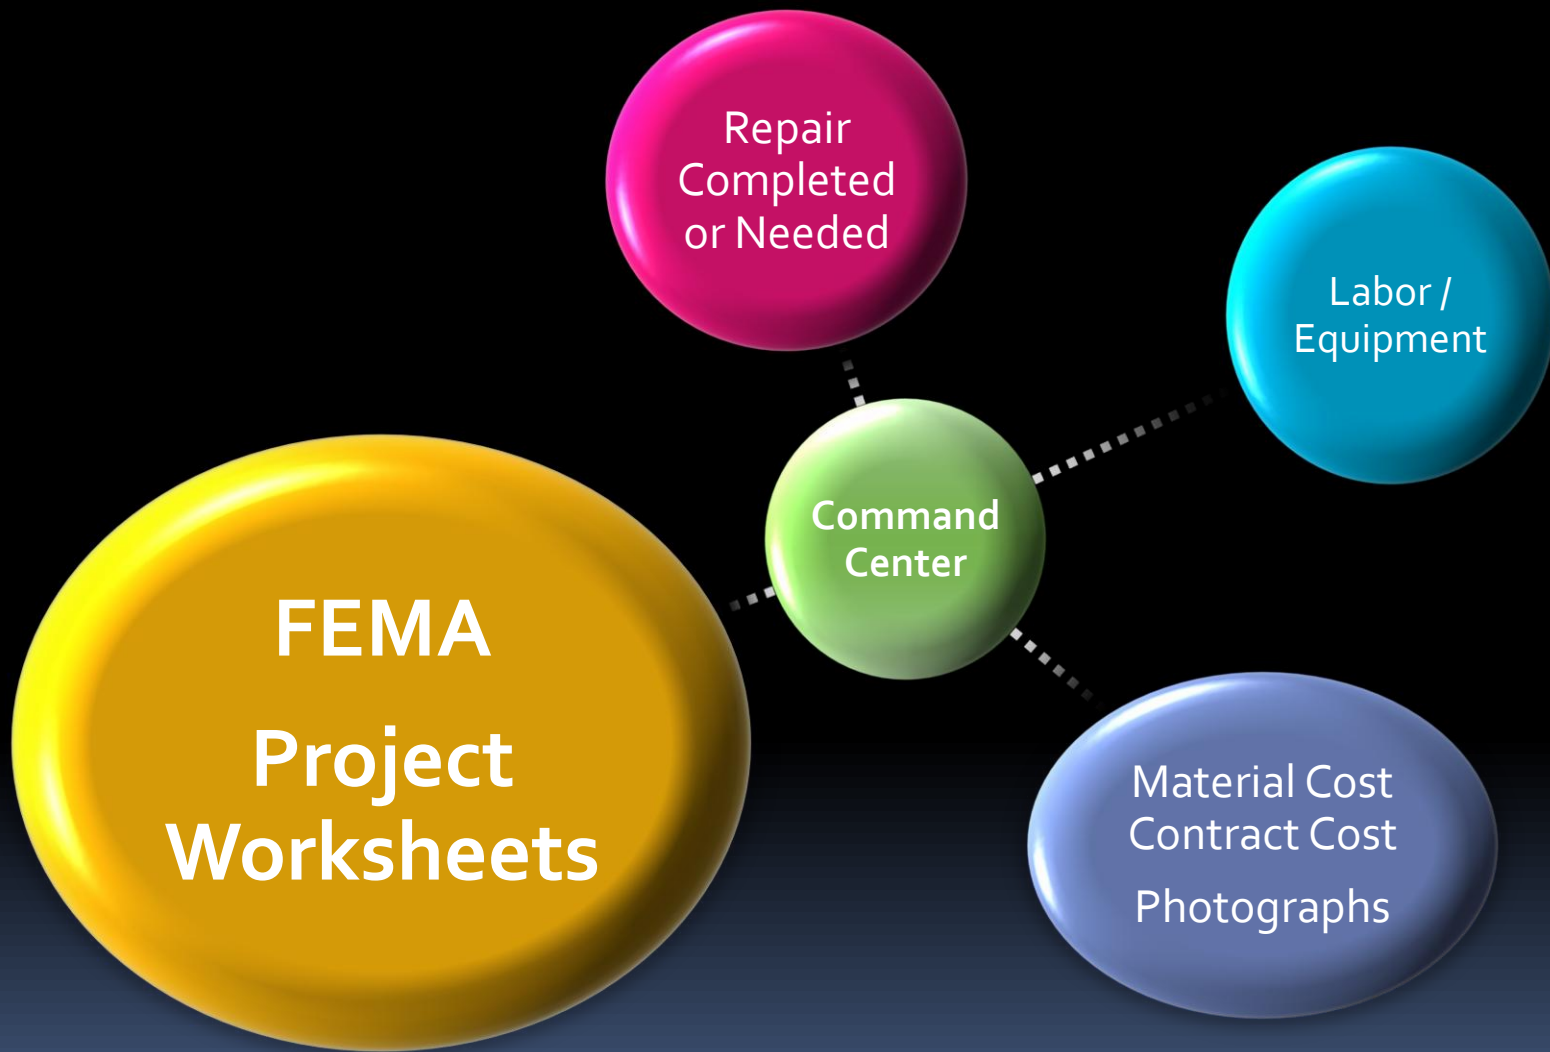 Repair
Completed
or Needed
Labor /
Equipment
Command
Center
FEMA
Project
Worksheets
Material Cost
Contract Cost
Photographs